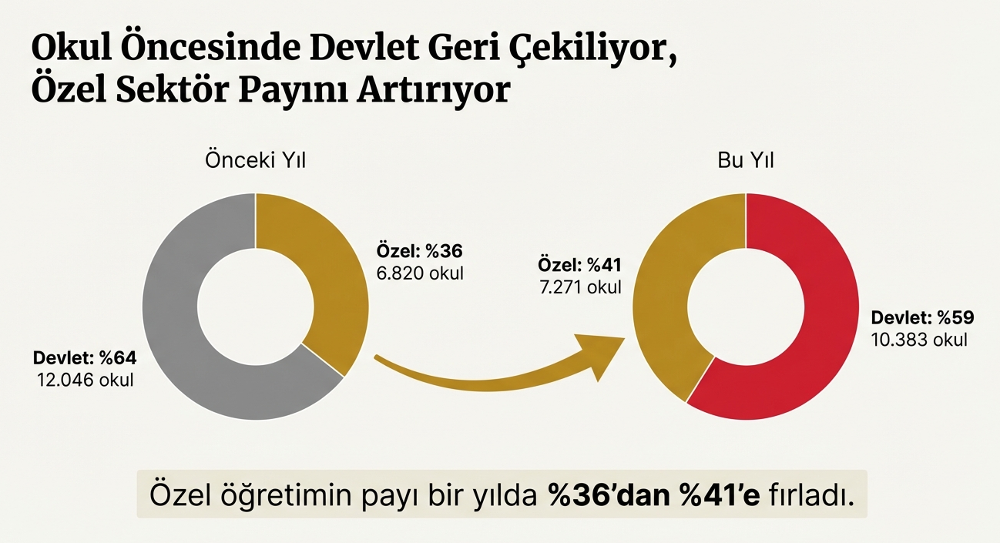 Okul Öncesinde Devlet Geri Çekiliyor,
Özel Sektör Payını Artırıyor
Önceki Yıl
Özel: %36
6.820 okul
Devlet: %64
12.046 okul
Bu Yıl
Özel: %41
7.271 okul
Devlet: %59
10.383 okul
Özel öğretimin payı bir yılda %36’dan %41’e fırladı.